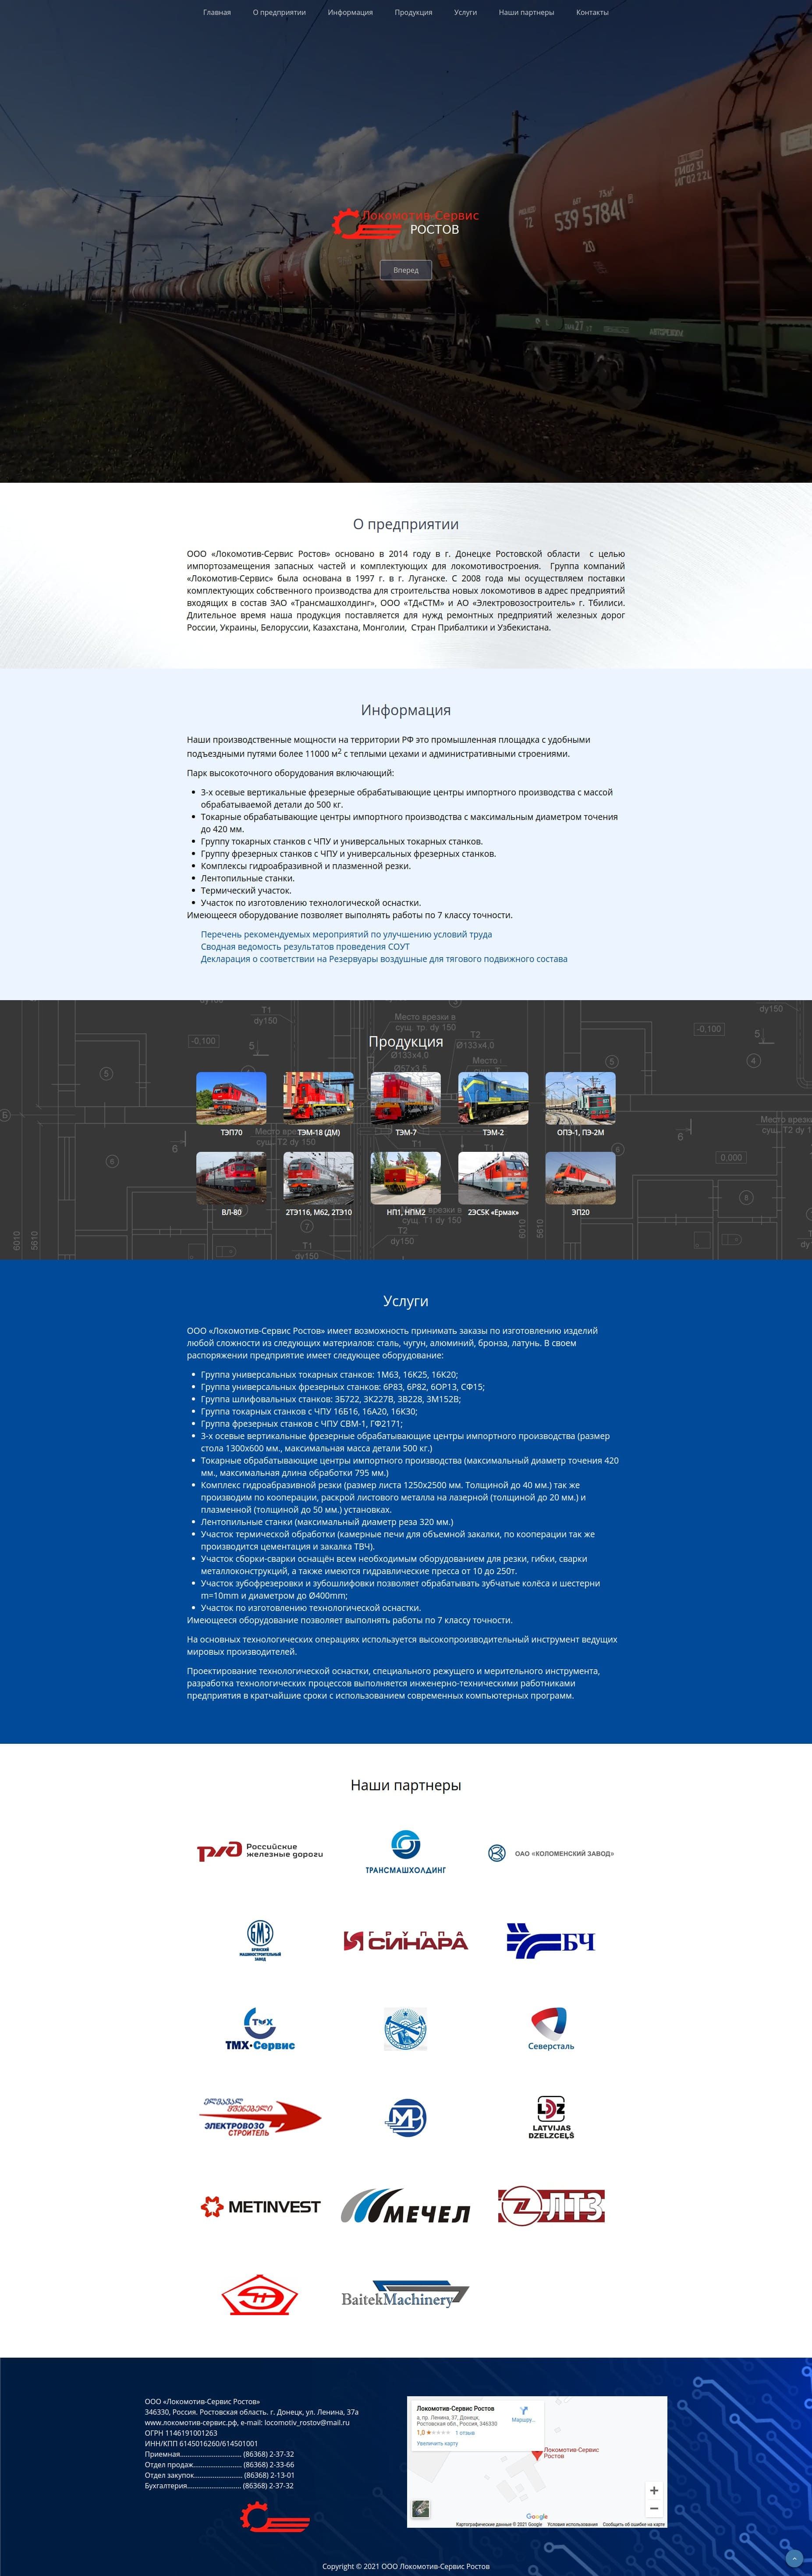 Главная О предприятии Информация Продукция Услуги Наши партнеры Контакты
ГИ03 31
ИГ022.
75.5 м³
72
539 57841
20
Локомотив-Сервис
РОСТОВ
Вперед
О предприятии
ООО «Локомотив-Сервис Ростов» основано в 2014 году в г. Донецке Ростовской области с целью
импортозамещения запасных частей и комплектующих для локомотивостроения. Группа компаний
«Локомотив-Сервис» была основана в 1997 г. в г. Луганске. С 2008 года мы осуществляем поставки
комплектующих собственного производства для строительства новых локомотивов в адрес предприятий
входящих в состав ЗАО «Трансмашхолдинг», ООО «ТД«СТМ» и АО «Электровозостроитель» г. Тбилиси.
Длительное время наша продукция поставляется для нужд ремонтных предприятий железных дорог
России, Украины, Белоруссии, Казахстана, Монголии, Стран Прибалтики и Узбекистана.
Информация
Наши производственные мощности на территории РФ это промышленная площадка с удобными
подъездными путями более 11000 м² с теплыми цехами и административными строениями.
Парк высокоточного оборудования включающий:
3-х осевые вертикальные фрезерные обрабатывающие центры импортного производства с массой
обрабатываемой детали до 500 кг.
Токарные обрабатывающие центры импортного производства с максимальным диаметром точения
до 420 мм.
Группу токарных станков с ЧПУ и универсальных токарных станков.
Группу фрезерных станков с ЧПУ и универсальных фрезерных станков.
Комплексы гидроабразивной и плазменной резки.
Лентопильные станки.
Термический участок.
Участок по изготовлению технологической оснастки.
Имеющееся оборудование позволяет выполнять работы по 7 классу точности.
Перечень рекомендуемых мероприятий по улучшению условий труда
Сводная ведомость результатов проведения СОУТ
Декларация о соответствии на Резервуары воздушные для тягового подвижного состава
Продукция
ТЭП70 ТЭМ-18 (ДМ) ТЭМ-7 ТЭМ-2 ОПЭ-1, ПЭ-2М
ВЛ-80 2ТЭ116, М62, 2ТЭ10 НП1, НПМ2 2ЭС5К «Ермак» ЭП20
Услуги
ООО «Локомотив-Сервис Ростов» имеет возможность принимать заказы по изготовлению изделий
любой сложности из следующих материалов: сталь, чугун, алюминий, бронза, латунь. В своем
распоряжении предприятие имеет следующее оборудование:
Группа универсальных токарных станков: 1М63, 16К25, 16К20;
Группа универсальных фрезерных станков: 6Р83, 6Р82, 6ОР13, СФ15;
Группа шлифовальных станков: 3Б722, 3К227В, 3В228, 3М152В;
Группа токарных станков с ЧПУ 16Б16, 16А20, 16К30;
Группа фрезерных станков с ЧПУ СВМ-1, ГФ2171;
3-х осевые вертикальные фрезерные обрабатывающие центры импортного производства (размер
стола 1300х600 мм., максимальная масса детали 500 кг.)
Токарные обрабатывающие центры импортного производства (максимальный диаметр точения 420
мм., максимальная длина обработки 795 мм.)
Комплекс гидроабразивной резки (размер листа 1250х2500 мм. Толщиной до 40 мм.) так же
производим по кооперации, раскрой листового металла на лазерной (толщиной до 20 мм.) и
плазменной (толщиной до 50 мм.) установках.
Лентопильные станки (максимальный диаметр реза 320 мм.)
Участок термической обработки (камерные печи для объемной закалки, по кооперации так же
производится цементация и закалка ТВЧ).
Участок сборки-сварки оснащён всем необходимым оборудованием для резки, гибки, сварки
металлоконструкций, а также имеются гидравлические пресса от 10 до 250т.
Участок зубофрезеровки и зубошлифовки позволяет обрабатывать зубчатые колёса и шестерни
m=10mm и диаметром до Ø400mm;
Участок по изготовлению технологической оснастки.
Имеющееся оборудование позволяет выполнять работы по 7 классу точности.
На основных технологических операциях используется высокопроизводительный инструмент ведущих
мировых производителей.
Проектирование технологической оснастки, специального режущего и мерительного инструмента,
разработка технологических процессов выполняется инженерно-техническими работниками
предприятия в кратчайшие сроки с использованием современных компьютерных программ.
Наши партнеры
ржд Российские
железные дороги
ТРАНСМАШХОЛДИНГ
ОАО «КОЛОМЕНСКИЙ ЗАВОД»
БМЗ
БРЯНСКИЙ
МАШИНОСТРОИТЕЛЬНЫЙ
ЗАВОД
ГРУППА
СИНАРА
БЧ
ТМХ
ТМХ-Сервис
Северсталь
ЭЛЕКТРОВОЗО
СТРОИТЕЛЬ
LDZ
LATVIJAS
DZELZCEĻŠ
METINVEST
МЕЧЕЛ
ЛТЗ
BaitekMachinery
ООО «Локомотив-Сервис Ростов»
346330, Россия. Ростовская область. г. Донецк, ул. Ленина, 37а
www.локомотив-сервис.рф, e-mail: locomotiv_rostov@mail.ru
ОГРН 1146191001263
ИНН/КПП 6145016260/614501001
Приемная................................ (86368) 2-37-32
Отдел продаж......................... (86368) 2-33-66
Отдел закупок......................... (86368) 2-13-01
Бухгалтерия............................ (86368) 2-37-32
Локомотив-Сервис Ростов
а, пр. Ленина, 37, Донецк,
Ростовская обл., Россия, 346330
1,0 1 отзыв
Увеличить карту
Маршру...
Локомотив-Сервис
Ростов
Google
Картографические данные © 2021 Google Условия использования Сообщить об ошибке на карте
Copyright © 2021 ООО Локомотив-Сервис Ростов